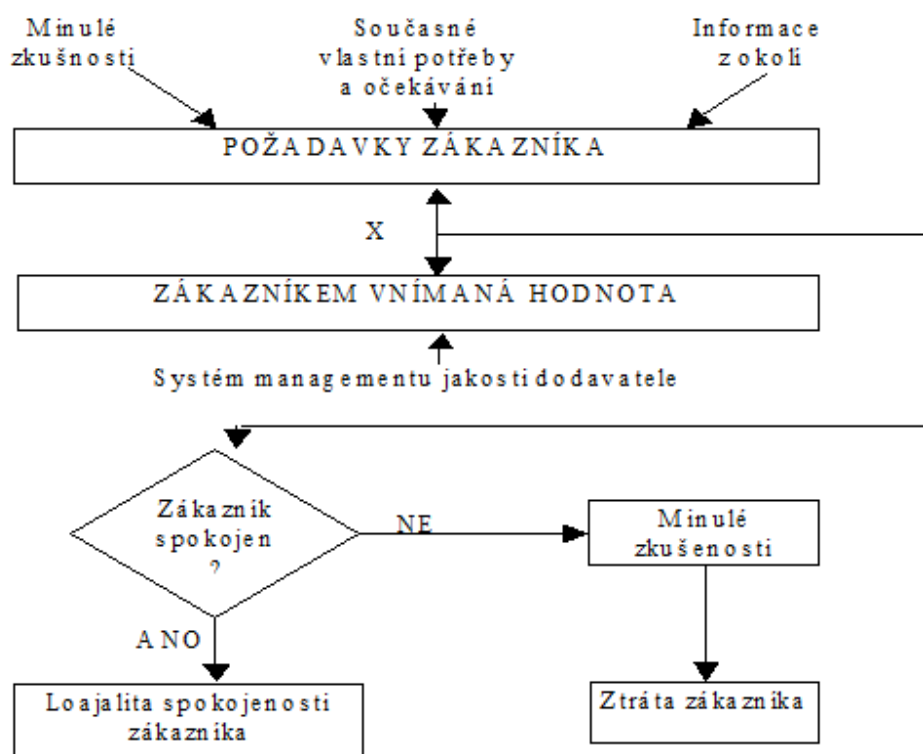 Minulé
zkušnosti
Současné
vlastní potřeby
a očekávání
Informace
z okolí
POŽADAVKY ZÁKAZNÍKA
X
ZÁKAZNÍKEM VNÍMANÁ HODNOTA
Systém managementu jakosti dodavatele
Zákazník
spokojen
?
NE
Minulé
zkušenosti
ANO
Loajalita spokojenosti
zákazníka
Ztráta zákazníka